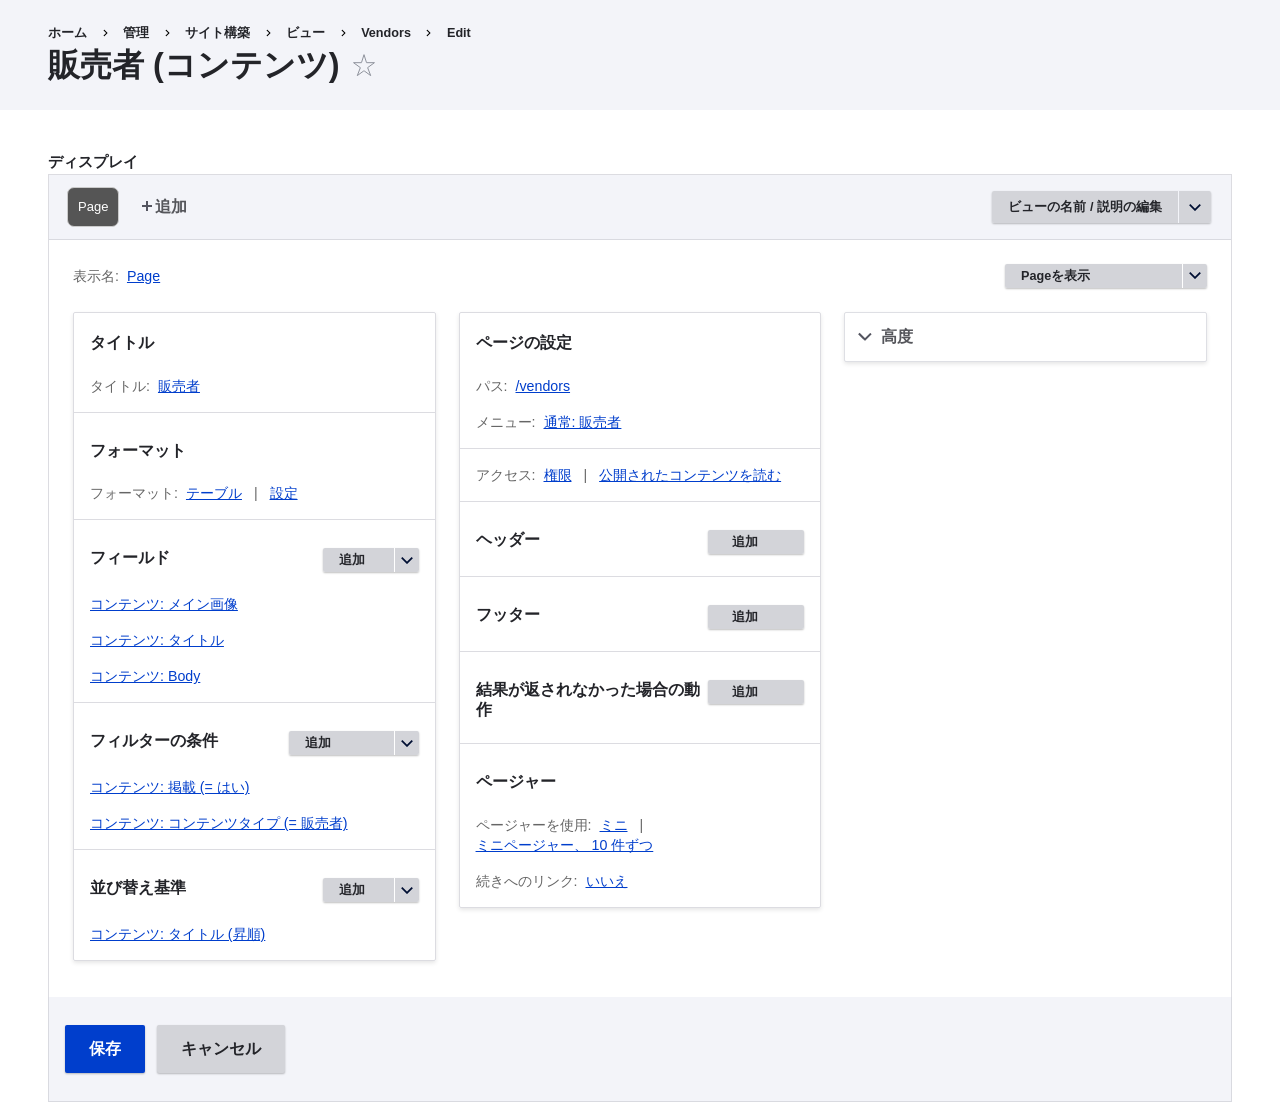 ホーム › 管理 › サイト構築 › ビュー › Vendors › Edit
販売者 (コンテンツ) ☆
ディスプレイ
Page
+追加
ビューの名前 / 説明の編集
表示名: Page
Pageを表示
タイトル
タイトル: 販売者
フォーマット
フォーマット: テーブル | 設定
フィールド
追加
コンテンツ: メイン画像
コンテンツ: タイトル
コンテンツ: Body
フィルターの条件
追加
コンテンツ: 掲載 (= はい)
コンテンツ: コンテンツタイプ (= 販売者)
並び替え基準
追加
コンテンツ: タイトル (昇順)
ページの設定
パス: /vendors
メニュー: 通常: 販売者
アクセス: 権限 | 公開されたコンテンツを読む
ヘッダー
追加
フッター
追加
結果が返されなかった場合の動
作
追加
ページャー
ページャーを使用: ミニ |
ミニページャー、 10 件ずつ
続きへのリンク: いいえ
高度
保存
キャンセル